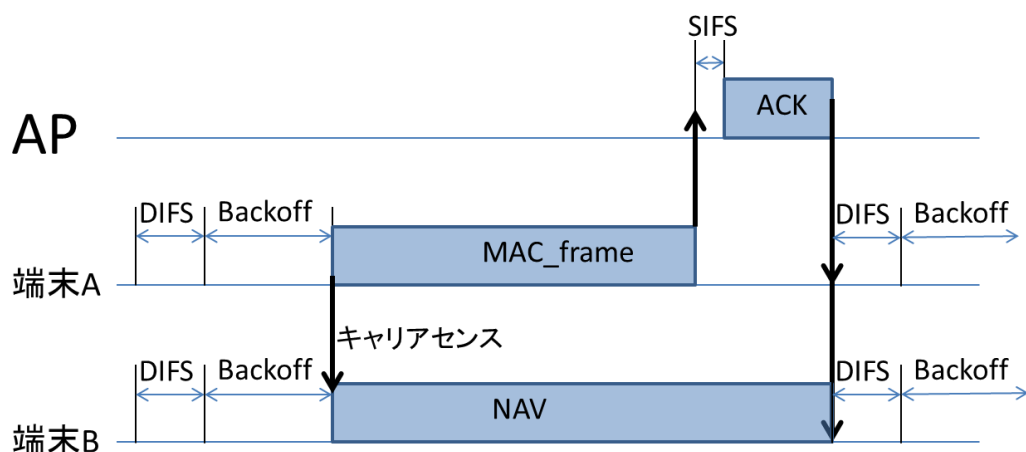 SIFS
AP
ACK
DIFS Backoff DIFS Backoff
端末A
MAC_frame
キャリアセンス
DIFS Backoff DIFS Backoff
端末B
NAV